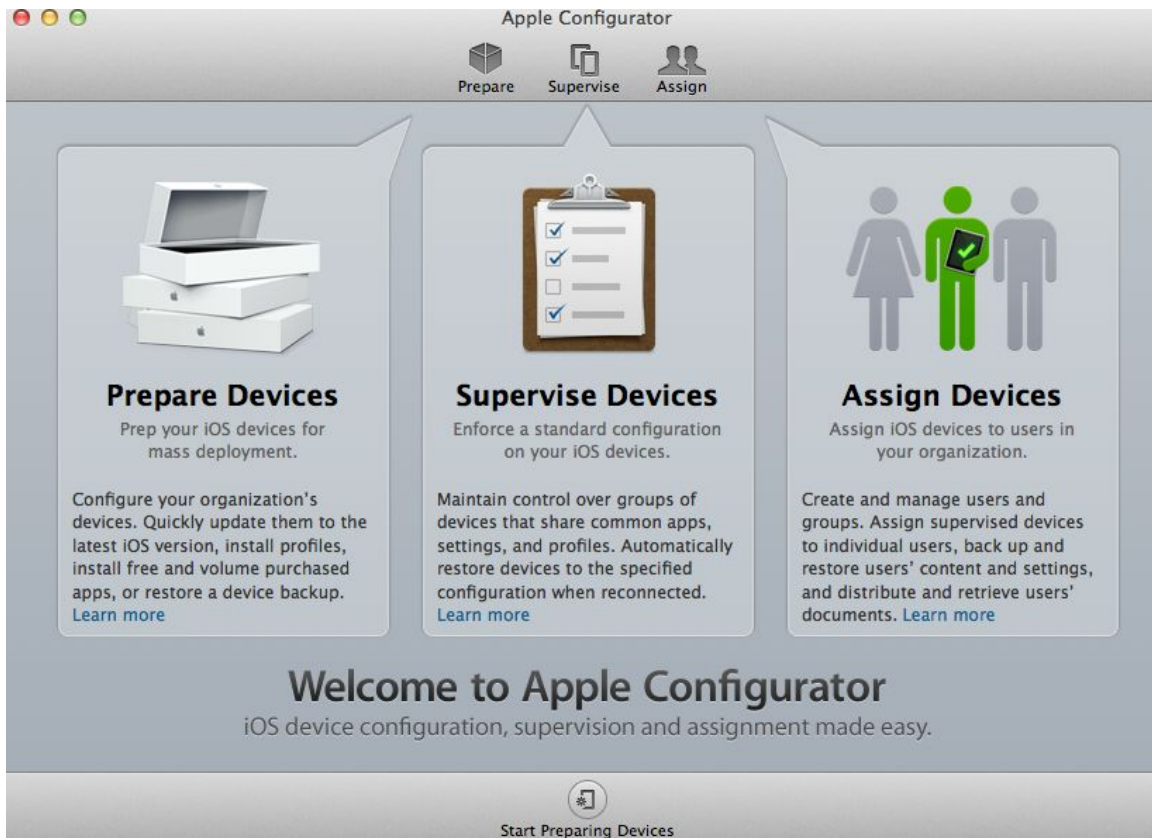 Apple Configurator
Prepare
Supervise
Assign
Prepare Devices
Prep your iOS devices for
mass deployment.
Configure your organization's
devices. Quickly update them to the
latest iOS version, install profiles,
install free and volume purchased
apps, or restore a device backup.
Learn more
Supervise Devices
Enforce a standard configuration
on your iOS devices.
Maintain control over groups of
devices that share common apps,
settings, and profiles. Automatically
restore devices to the specified
configuration when reconnected.
Learn more
Assign Devices
Assign iOS devices to users in
your organization.
Create and manage users and
groups. Assign supervised devices
to individual users, back up and
restore users' content and settings,
and distribute and retrieve users'
documents. Learn more
Welcome to Apple Configurator
iOS device configuration, supervision and assignment made easy.
Start Preparing Devices